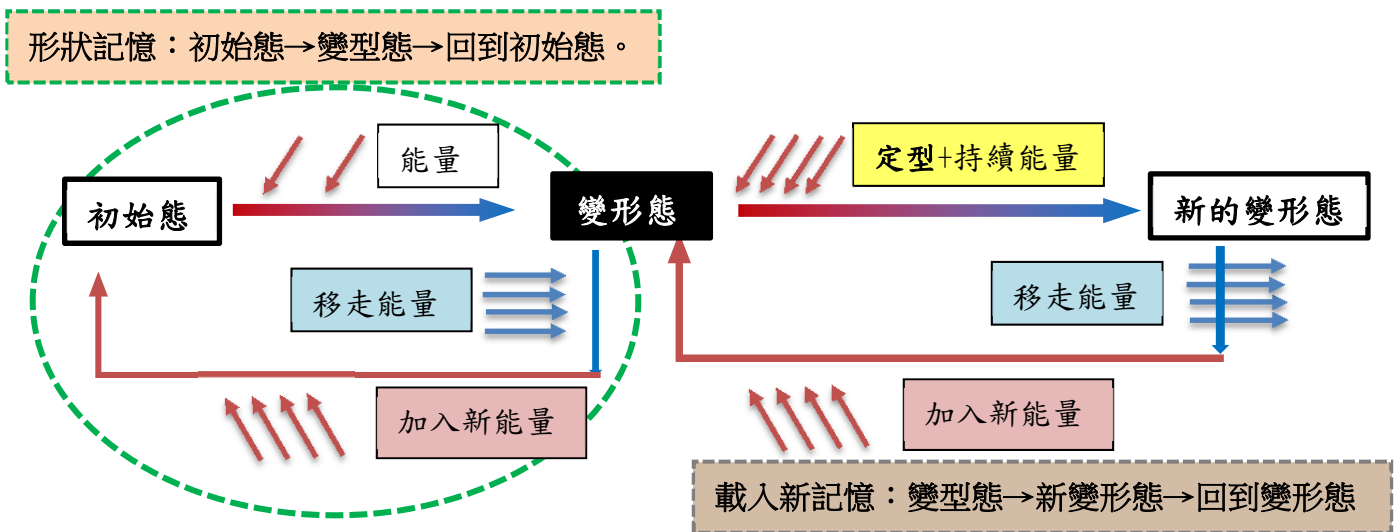 形狀記憶：初始態→變型態→回到初始態。
能量
定型+持續能量
初始態
變形態
新的變形態
移走能量
移走能量
加入新能量
加入新能量
載入新記憶：變型態→新變形態→回到變形態